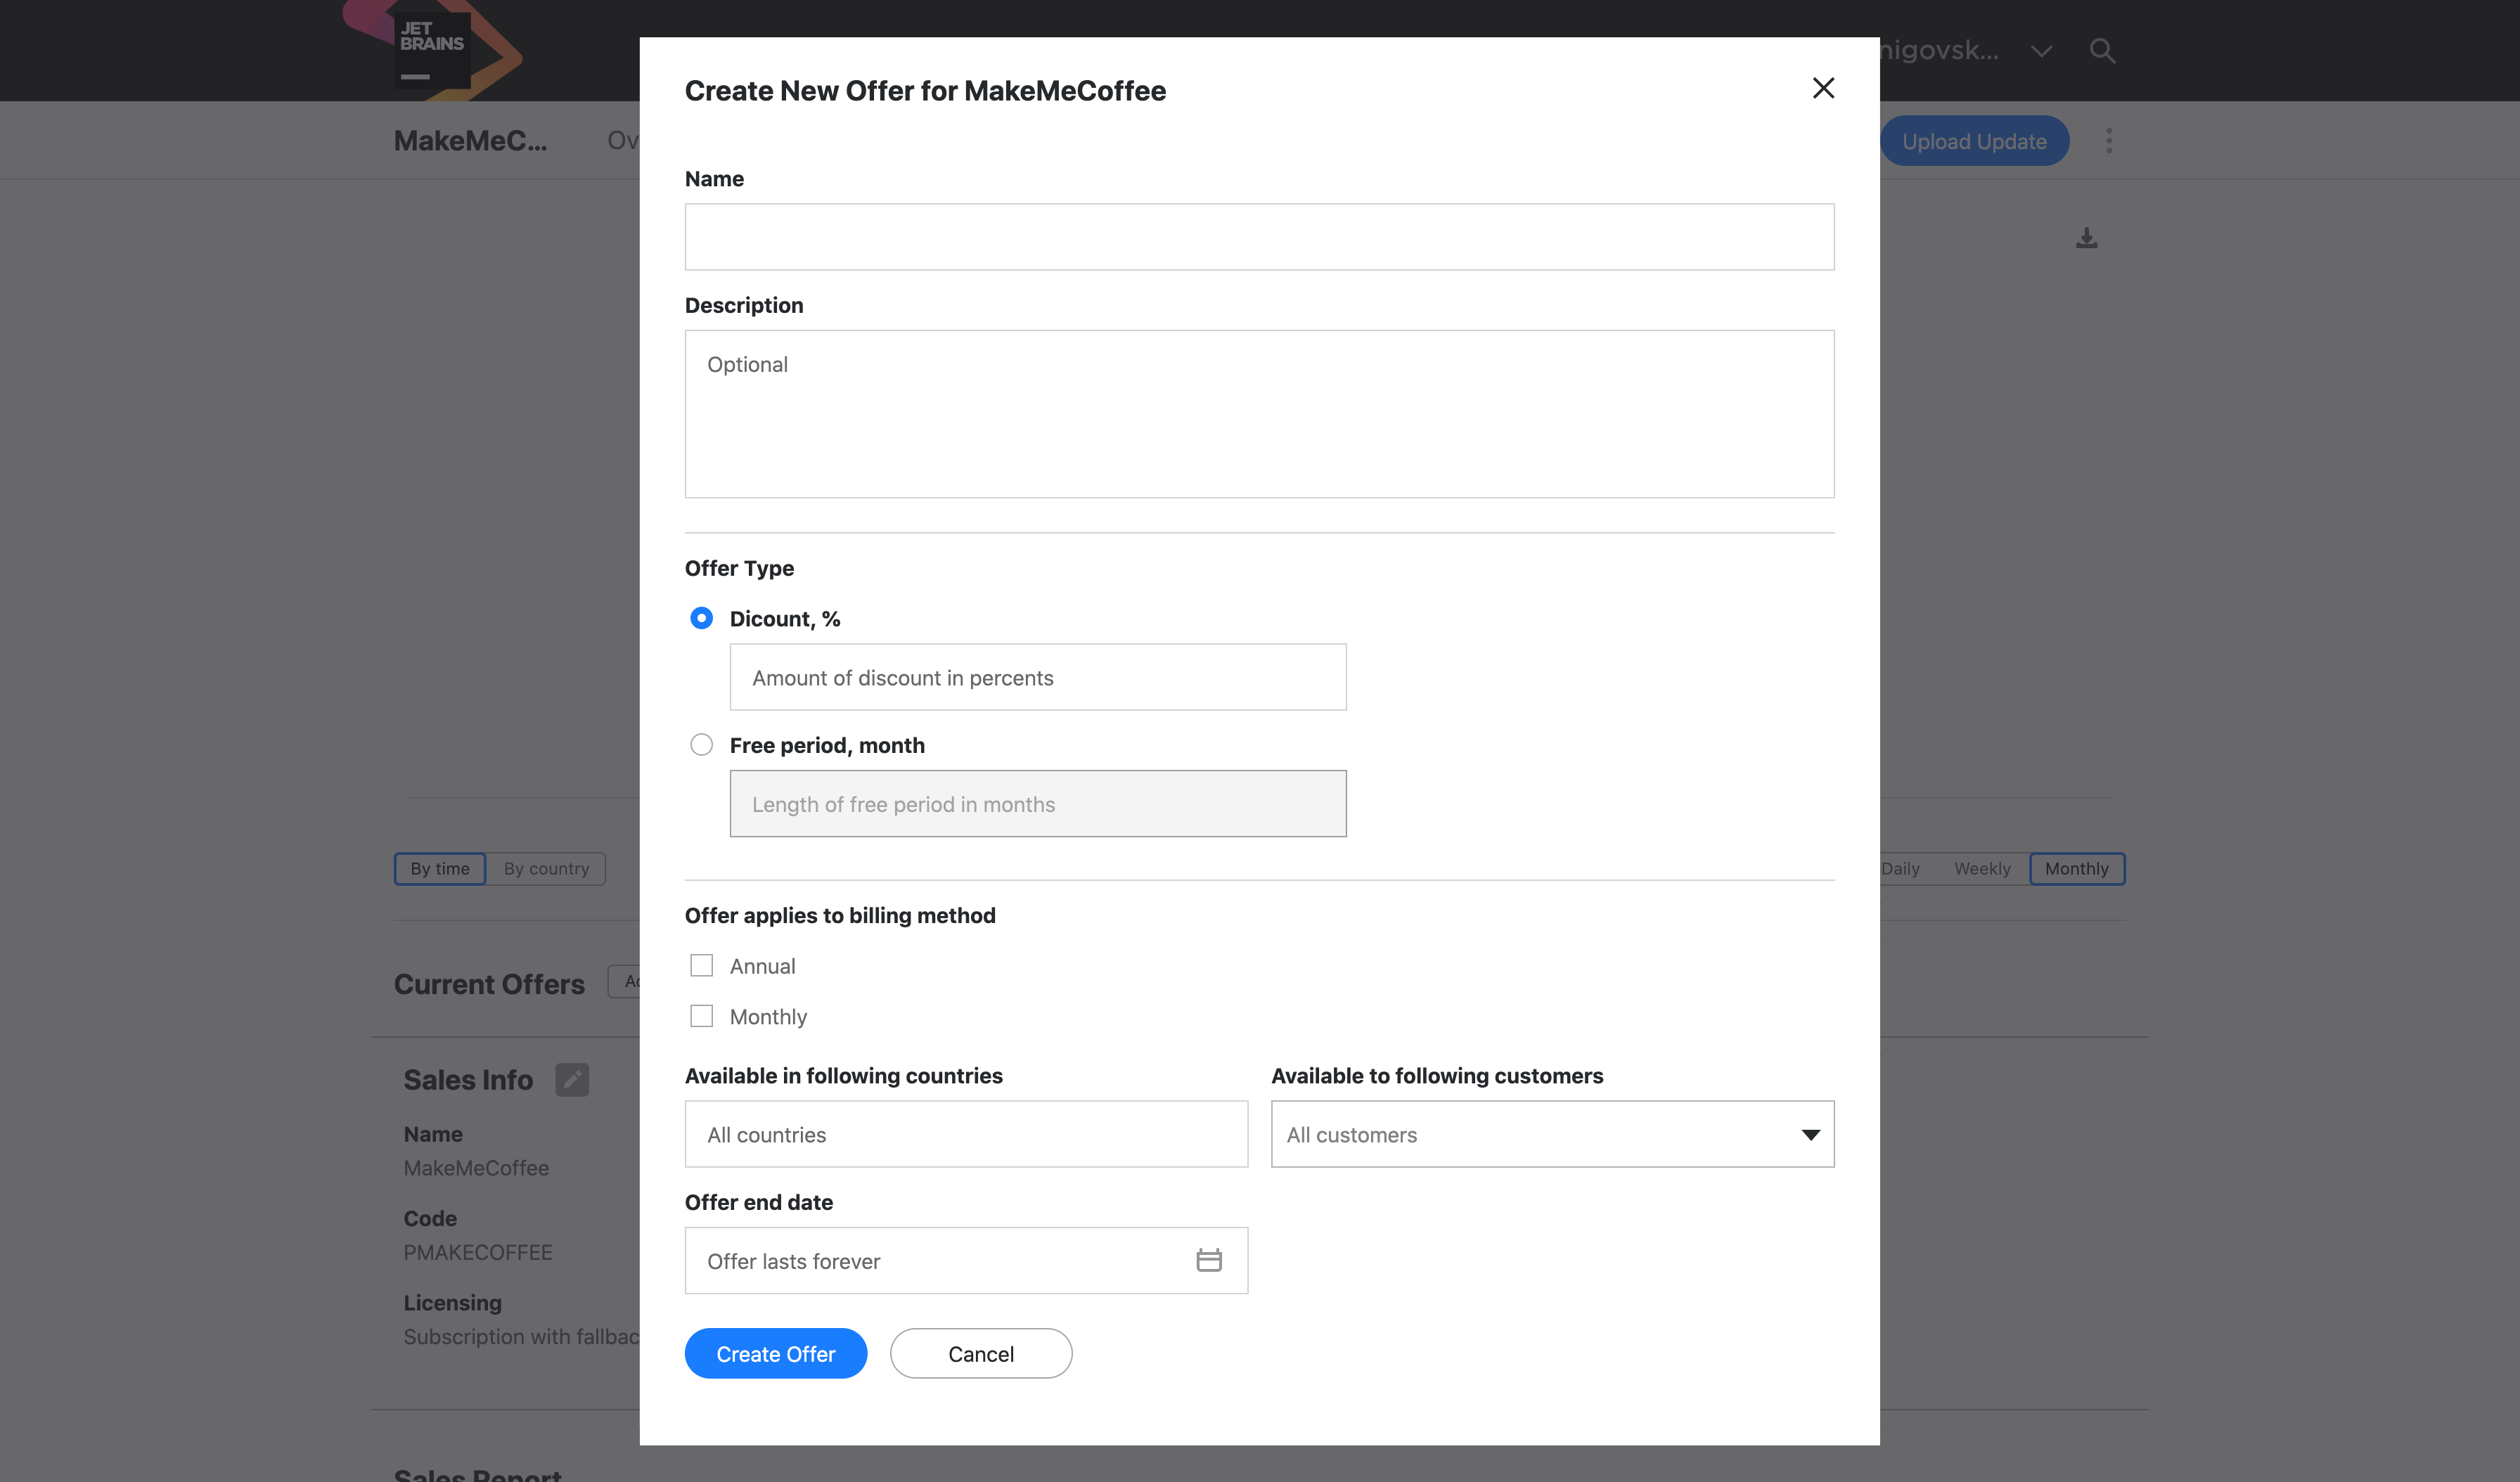 JET
BRAINS
nigovsk...
MakeMeC...
Ov
Upload Update
Create New Offer for MakeMeCoffee
Name
Description
Optional
Offer Type
Dicount, %
Amount of discount in percents
Free period, month
Length of free period in months
By time
By country
Daily
Weekly
Monthly
Offer applies to billing method
Annual
Monthly
Current Offers
Sales Info
Name
MakeMeCoffee
Code
PMAKECOFFEE
Licensing
Subscription with fallbac
Available in following countries
Available to following customers
All countries
All customers
Offer end date
Offer lasts forever
Create Offer
Cancel
Sales Report